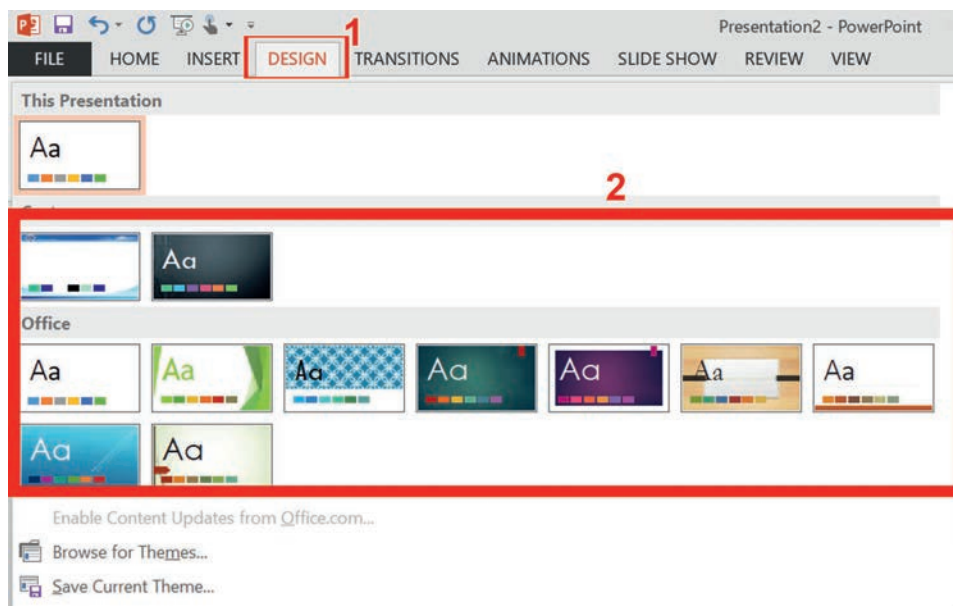 Presentation2 - PowerPoint
1
FILE HOME INSERT DESIGN TRANSITIONS ANIMATIONS SLIDE SHOW REVIEW VIEW
This Presentation
Aa
2
Aa
Office
Aa Aa Aa Aa Aa Aa Aa
Aa Aa
Enable Content Updates from Office.com...
Browse for Themes...
Save Current Theme...